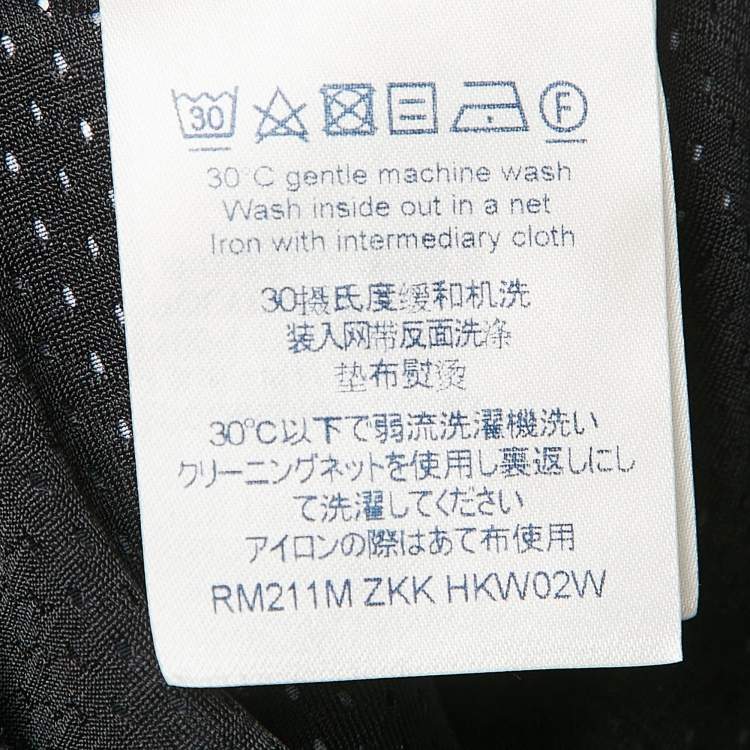 30 F
30°C gentle machine wash
Wash inside out in a net
Iron with intermediary cloth
30摄氏度缓和机洗
装入网带反面洗涤
垫布熨烫
30℃以下で弱流洗濯機洗い
クリーニングネットを使用し裏返しにし
て洗濯してください
アイロンの際はあて布使用
RM211M ZKK HKW02W